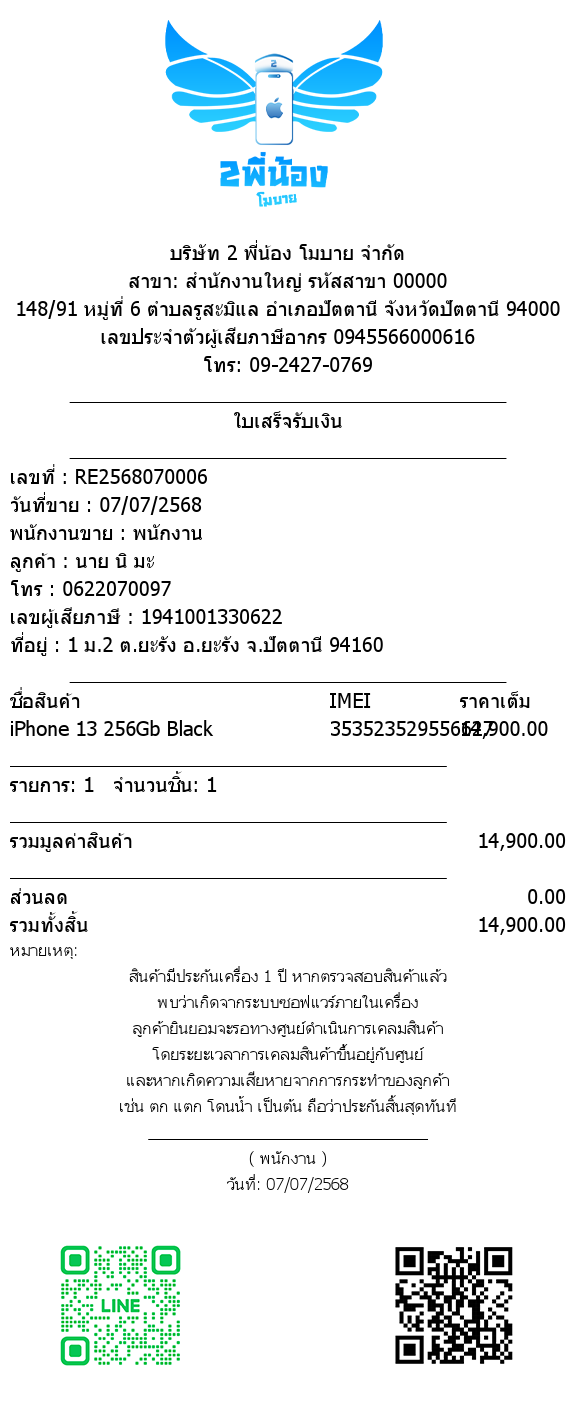 2
2พี่น้อง
โมบาย
บริษัท 2 พี่น้อง โมบาย จำกัด
สาขา: สำนักงานใหญ่ รหัสสาขา 00000
148/91 หมู่ที่ 6 ตำบลรูสะมิแล อำเภอปัตตานี จังหวัดปัตตานี 94000
เลขประจำตัวผู้เสียภาษีอากร 0945566000616
โทร: 09-2427-0769
ใบเสร็จรับเงิน
เลขที่ : RE2568070006
วันที่ขาย : 07/07/2568
พนักงานขาย : พนักงาน
ลูกค้า : นาย นิ มะ
โทร : 0622070097
เลขผู้เสียภาษี : 1941001330622
ที่อยู่ : 1 ม.2 ต.ยะรัง อ.ยะรัง จ.ปัตตานี 94160
ชื่อสินค้า IMEI ราคาเต็ม
iPhone 13 256Gb Black 14,900.00
รายการ: 1 จำนวนชิ้น: 1
รวมมูลค่าสินค้า 14,900.00
ส่วนลด 0.00
รวมทั้งสิ้น 14,900.00
หมายเหตุ:
สินค้ามีประกันเครื่อง 1 ปี หากตรวจสอบสินค้าแล้ว
พบว่าเกิดจากระบบซอฟแวร์ภายในเครื่อง
ลูกค้ายินยอมจะรอทางศูนย์ดำเนินการเคลมสินค้า
โดยระยะเวลาการเคลมสินค้าขึ้นอยู่กับศูนย์
และหากเกิดความเสียหายจากการกระทำของลูกค้า
เช่น ตก แตก โดนน้ำ เป็นต้น ถือว่าประกันสิ้นสุดทันที
( พนักงาน )
วันที่: 07/07/2568
LINE